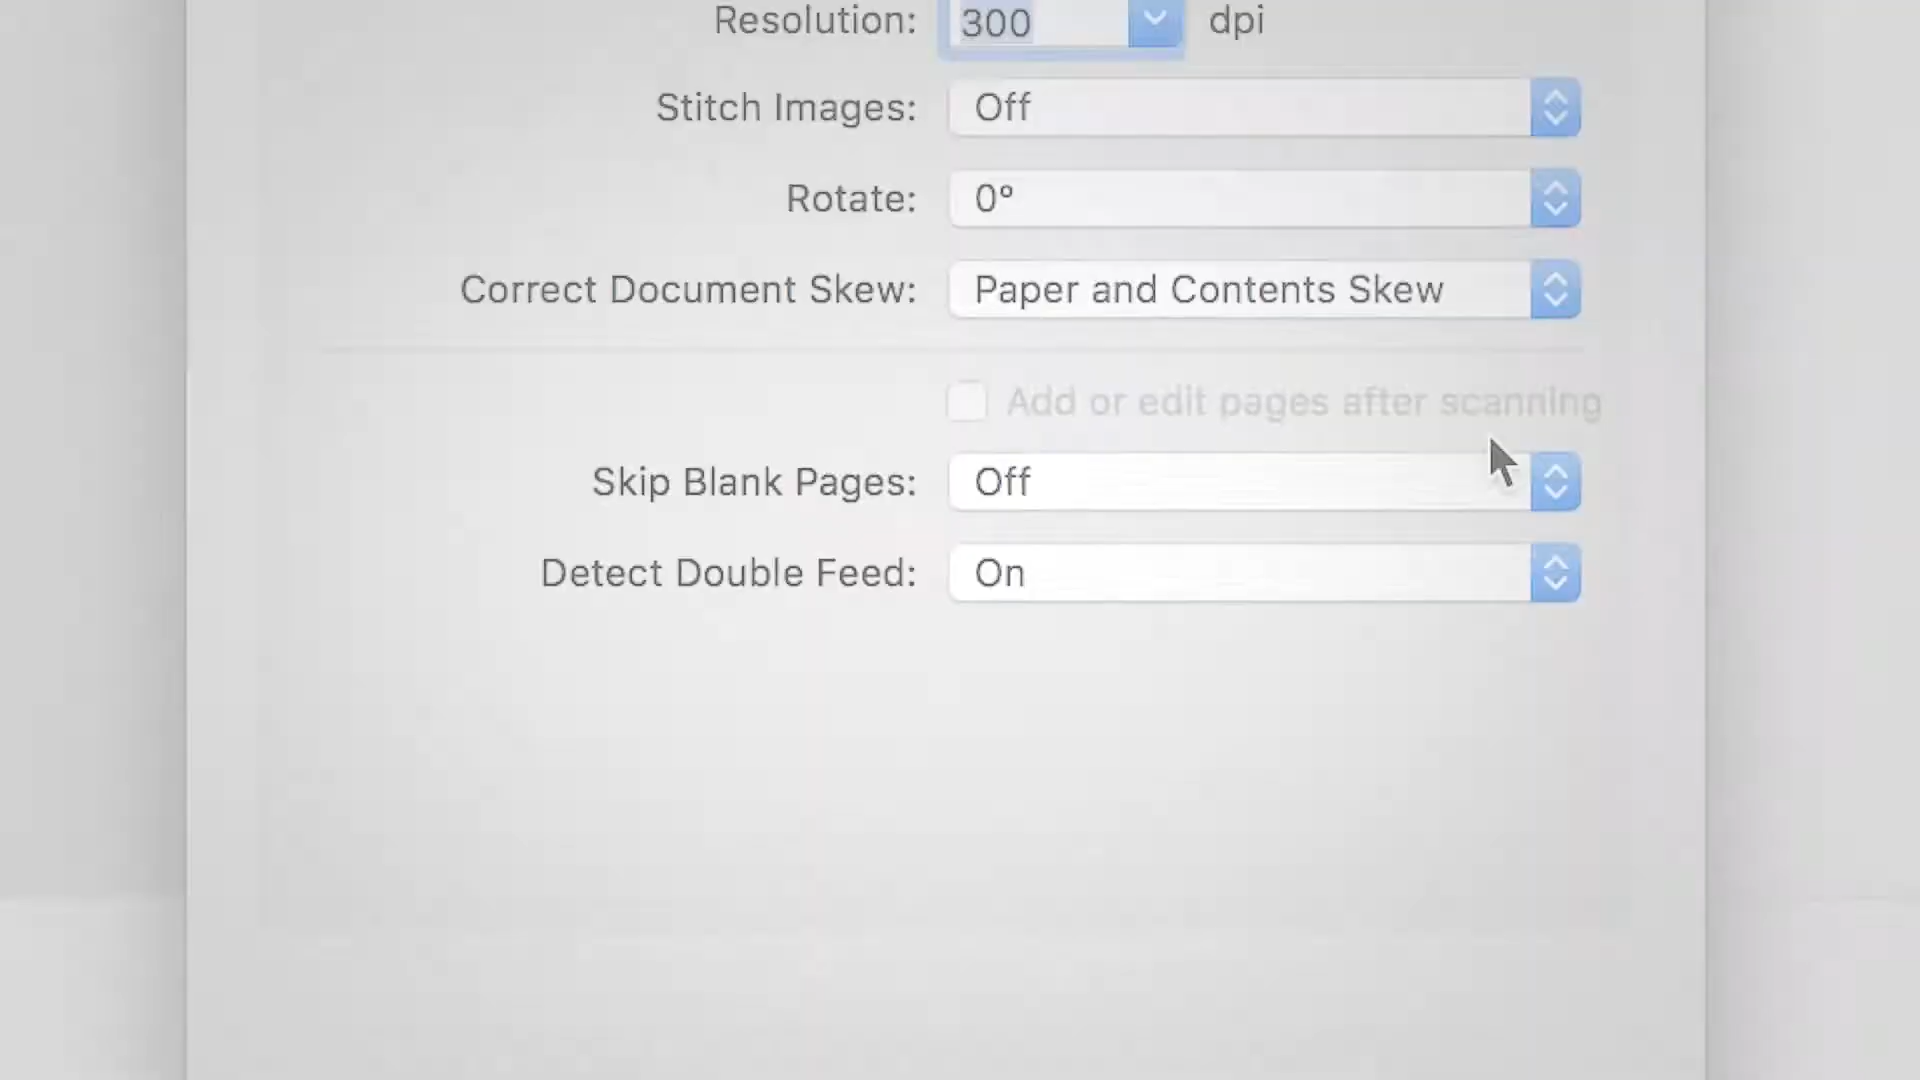 Resolution: 300 dpi
Stitch Images: Off
Rotate: 0°
Correct Document Skew: Paper and Contents Skew
Add or edit pages after scanning
Skip Blank Pages: Off
Detect Double Feed: On